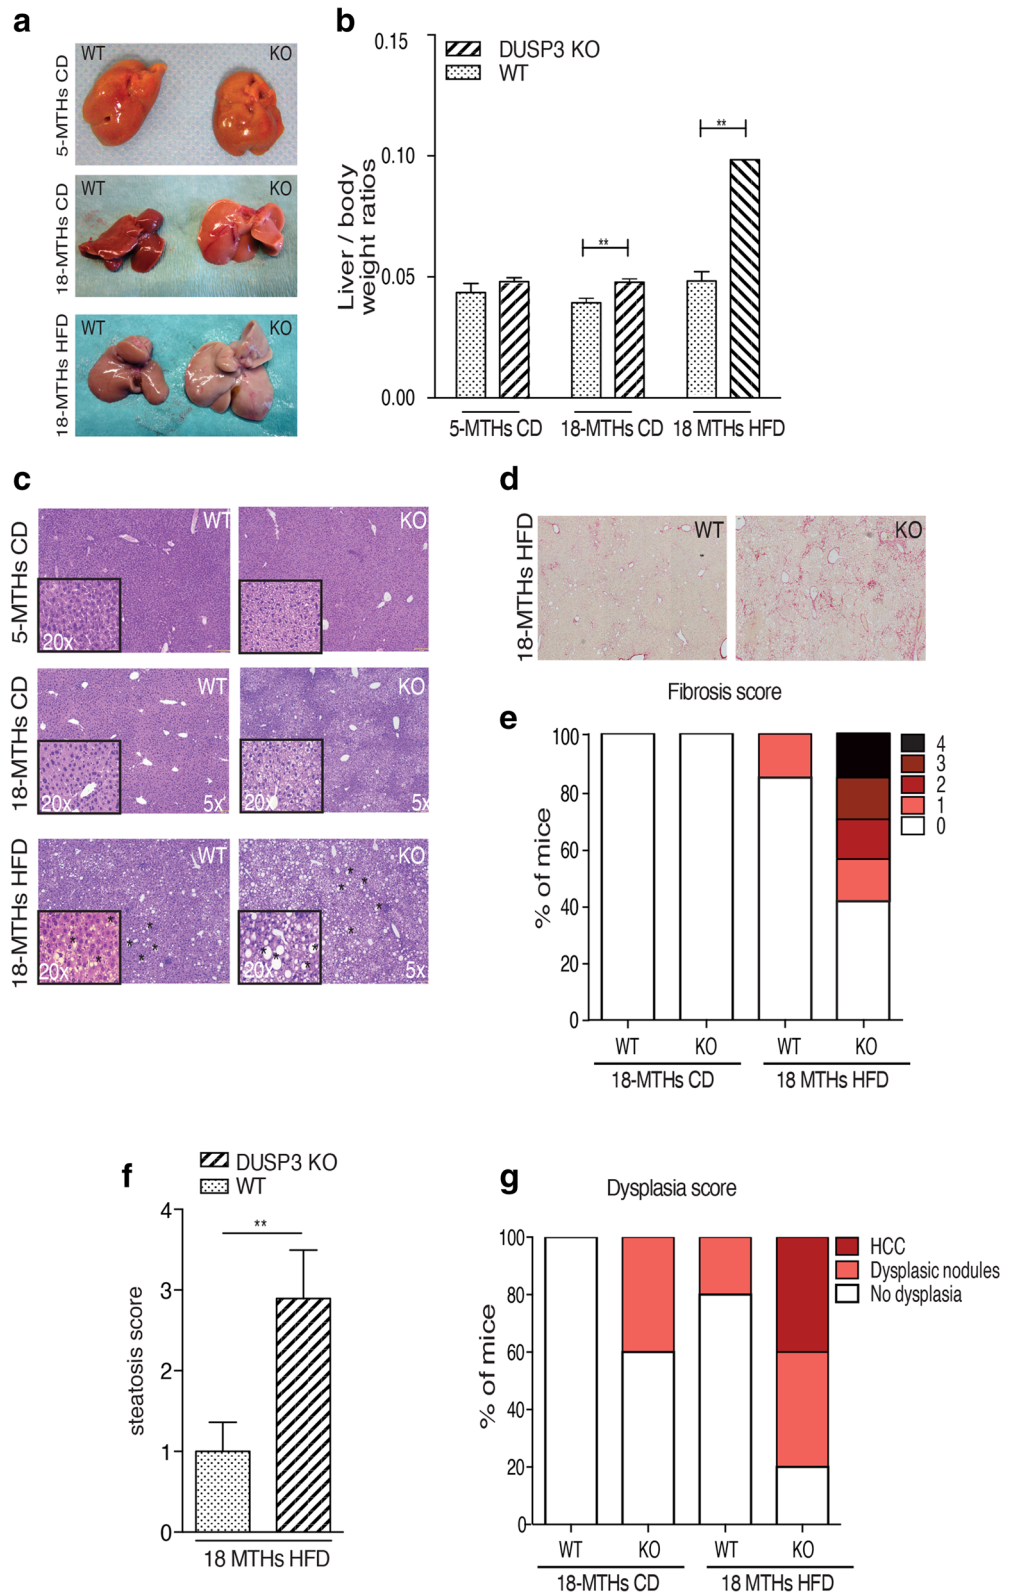 a
WT
KO
5-MTHs CD
WT
KO
18-MTHs CD
WT
KO
18-MTHs HFD
b
DUSP3 KO
WT
Liver / body
weight ratios
0.15
0.10
0.05
0.00
**
**
5-MTHs CD
18-MTHs CD
18 MTHs HFD
c
5-MTHs CD
WT
20x
KO
18-MTHs CD
WT
20x
5x
KO
20x
5x
18-MTHs HFD
WT
20x
KO
20x
5x
d
18-MTHs HFD
WT
KO
e
Fibrosis score
% of mice
100
80
60
40
20
0
4
3
2
1
0
WT
KO
WT
KO
18-MTHs CD
18 MTHs HFD
f
DUSP3 KO
WT
steatosis score
4
3
2
1
0
**
18 MTHs HFD
g
Dysplasia score
% of mice
100
80
60
40
20
0
HCC
Dysplasic nodules
No dysplasia
WT
KO
WT
KO
18-MTHs CD
18 MTHs HFD